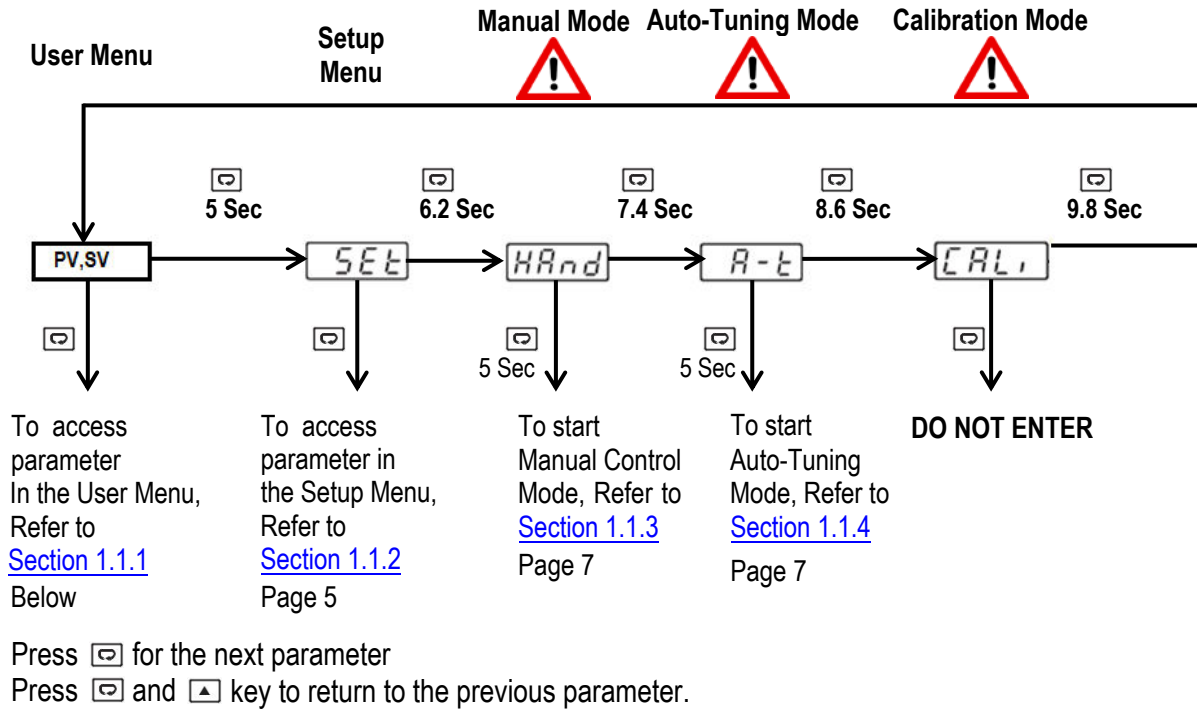 User Menu
Setup
Menu
Manual Mode
Auto-Tuning Mode
Calibration Mode
5 Sec
6.2 Sec
7.4 Sec
8.6 Sec
9.8 Sec
PV,SV
SEt
HAnd
A-t
CALi
5 Sec
5 Sec
To access
parameter
In the User Menu,
Refer to
Section 1.1.1
Below
To access
parameter in
the Setup Menu,
Refer to
Section 1.1.2
Page 5
To start
Manual Control
Mode, Refer to
Section 1.1.3
Page 7
To start
Auto-Tuning
Mode, Refer to
Section 1.1.4
Page 7
DO NOT ENTER
Press for the next parameter
Press and key to return to the previous parameter.